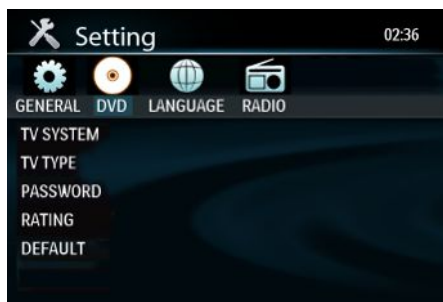 Setting 02:36
GENERAL DVD LANGUAGE RADIO
TV SYSTEM
TV TYPE
PASSWORD
RATING
DEFAULT